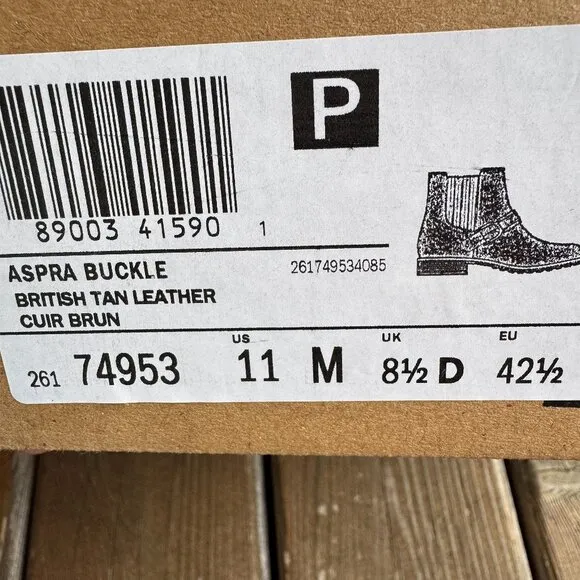 P
89003 41590 1
ASPRA BUCKLE 261749534085
BRITISH TAN LEATHER
CUIR BRUN
US UK EU
261 74953 11 M 8½ D 42½